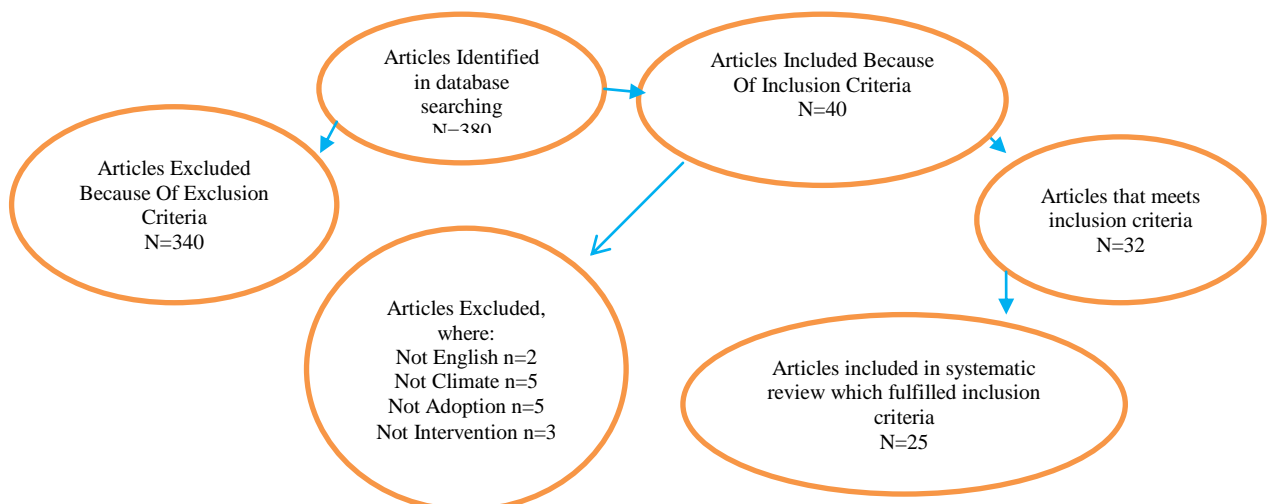 Articles Identified
in database
searching
N=380
Articles Included Because
Of Inclusion Criteria
N=40
Articles Excluded
Because Of Exclusion
Criteria
N=340
Articles that meets
inclusion criteria
N=32
Articles Excluded,
where:
Not English n=2
Not Climate n=5
Not Adoption n=5
Not Intervention n=3
Articles included in systematic
review which fulfilled inclusion
criteria
N=25